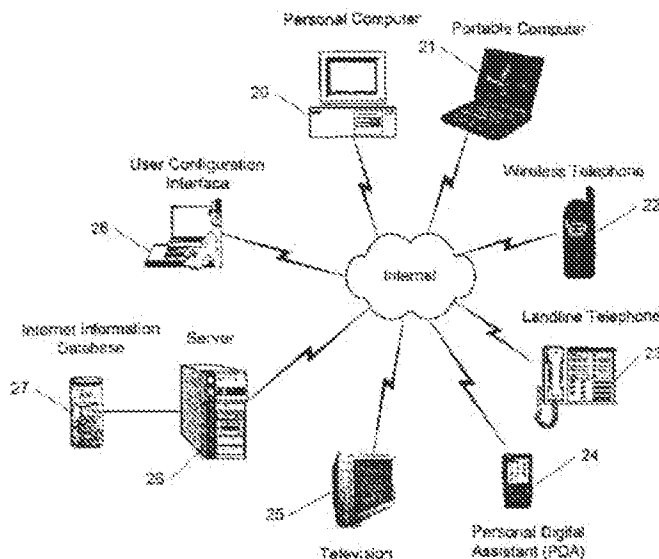 Personal Computer
Portable Computer
21
20
User Configuration
Interface
Wireless Telephone
22
28
Internet
Internet Information
Database
Server
Landline Telephone
23
27
26
25
24
Television
Personal Digital
Assistant (PDA)